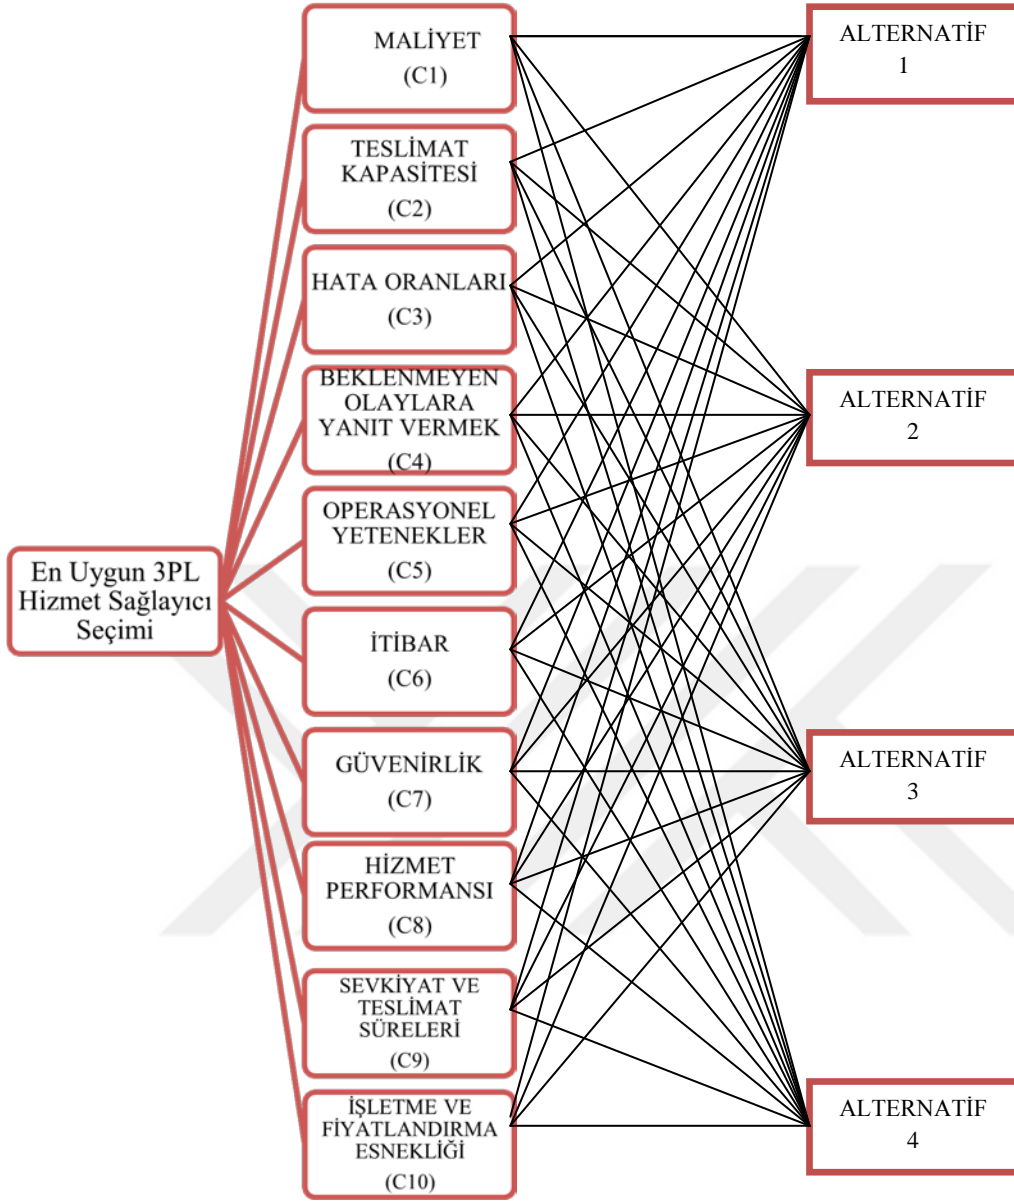 MALİYET
(C1)
TESLİMAT
KAPASİTESİ
(C2)
HATA ORANLARI
(C3)
BEKLENMEYEN
OLAYLARA
YANIT VERMEK
(C4)
OPERASYONEL
YETENEKLER
(C5)
En Uygun 3PL
Hizmet Sağlayıcı
Seçimi
İTİBAR
(C6)
GÜVENİRLİK
(C7)
HİZMET
PERFORMANSI
(C8)
SEVKİYAT VE
TESLİMAT
SÜRELERİ
(C9)
İŞLETME VE
FİYATLANDIRMA
ESNEKLİĞİ
(C10)
ALTERNATİF
1
ALTERNATİF
2
ALTERNATİF
3
ALTERNATİF
4